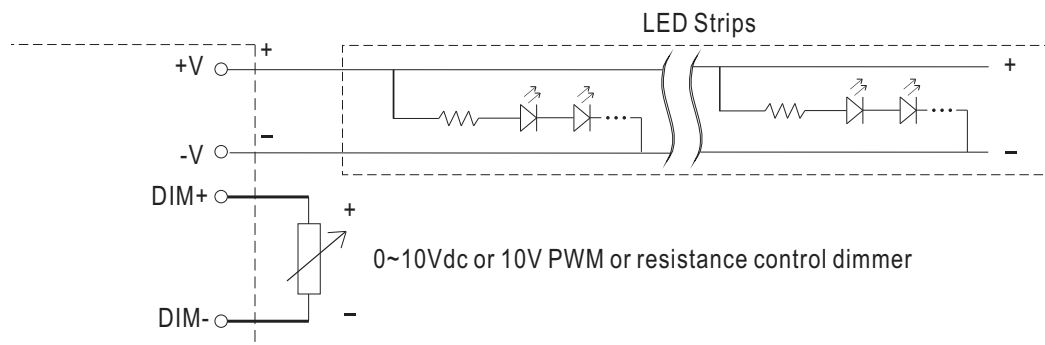 LED Strips
+
+V
+
-
-V
-
DIM+
+
0~10Vdc or 10V PWM or resistance control dimmer
DIM-
-